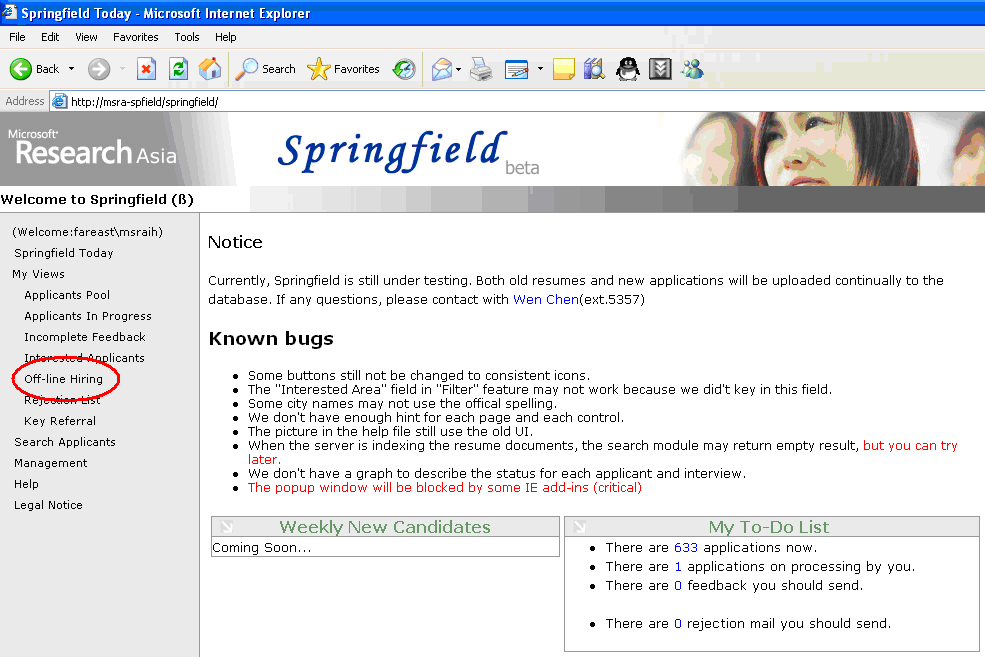 Springfield Today - Microsoft Internet Explorer
File Edit View Favorites Tools Help
Back Search Favorites
Address http://msra-spfield/springfield/
Microsoft®
Research Asia
Springfield beta
Welcome to Springfield (ß)
(Welcome:fareast\msraih)
Springfield Today
My Views
Applicants Pool
Applicants In Progress
Incomplete Feedback
Interested Applicants
Off-line Hiring
Rejection List
Key Referral
Search Applicants
Management
Help
Legal Notice
Notice
Currently, Springfield is still under testing. Both old resumes and new applications will be uploaded continually to the
database. If any questions, please contact with Wen Chen(ext.5357)
Known bugs
Some buttons still not be changed to consistent icons.
The "Interested Area" field in "Filter" feature may not work because we did't key in this field.
Some city names may not use the offical spelling.
We don't have enough hint for each page and each control.
The picture in the help file still use the old UI.
When the server is indexing the resume documents, the search module may return empty result, but you can try
later.
We don't have a graph to describe the status for each applicant and interview.
The popup window will be blocked by some IE add-ins (critical)
Weekly New Candidates
Coming Soon...
My To-Do List
There are 633 applications now.
There are 1 applications on processing by you.
There are 0 feedback you should send.
There are 0 rejection mail you should send.